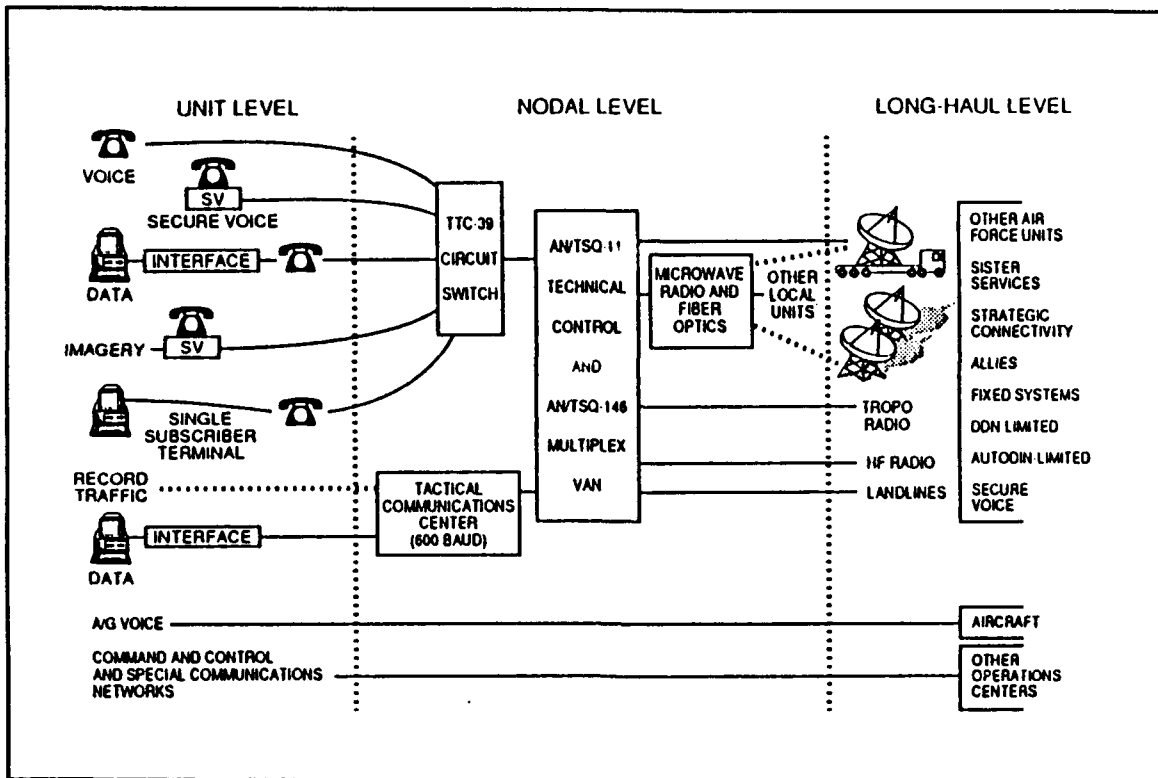 UNIT LEVEL
NODAL LEVEL
LONG-HAUL LEVEL
VOICE
SV
SECURE VOICE
INTERFACE
DATA
SV
IMAGERY
SINGLE
SUBSCRIBER
TERMINAL
RECORD
TRAFFIC
INTERFACE
DATA
TTC-39
CIRCUIT
SWITCH
TACTICAL
COMMUNICATIONS
CENTER
(600 BAUD)
AN/TSQ-11
TECHNICAL
CONTROL
AND
AN/TSQ-146
MULTIPLEX
VAN
MICROWAVE
RADIO AND
FIBER
OPTICS
OTHER
LOCAL
UNITS
TROPO
RADIO
HF RADIO
LANDLINES
OTHER AIR
FORCE UNITS
SISTER
SERVICES
STRATEGIC
CONNECTIVITY
ALLIES
FIXED SYSTEMS
DDN LIMITED
AUTODIN-LIMITED
SECURE
VOICE
A/G VOICE
AIRCRAFT
COMMAND AND CONTROL
AND SPECIAL COMMUNICATIONS
NETWORKS
OTHER
OPERATIONS
CENTERS